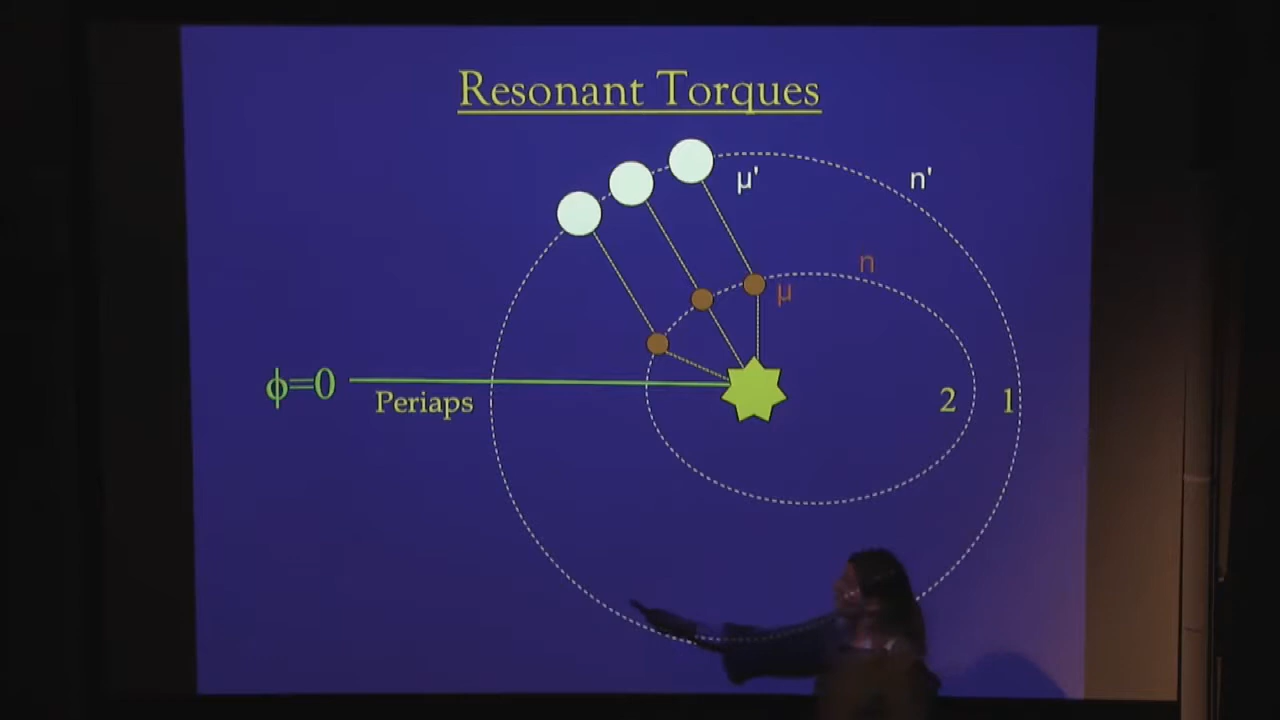 Resonant Torques
μ'
n'
n
μ
ϕ=0
Periaps
2
1